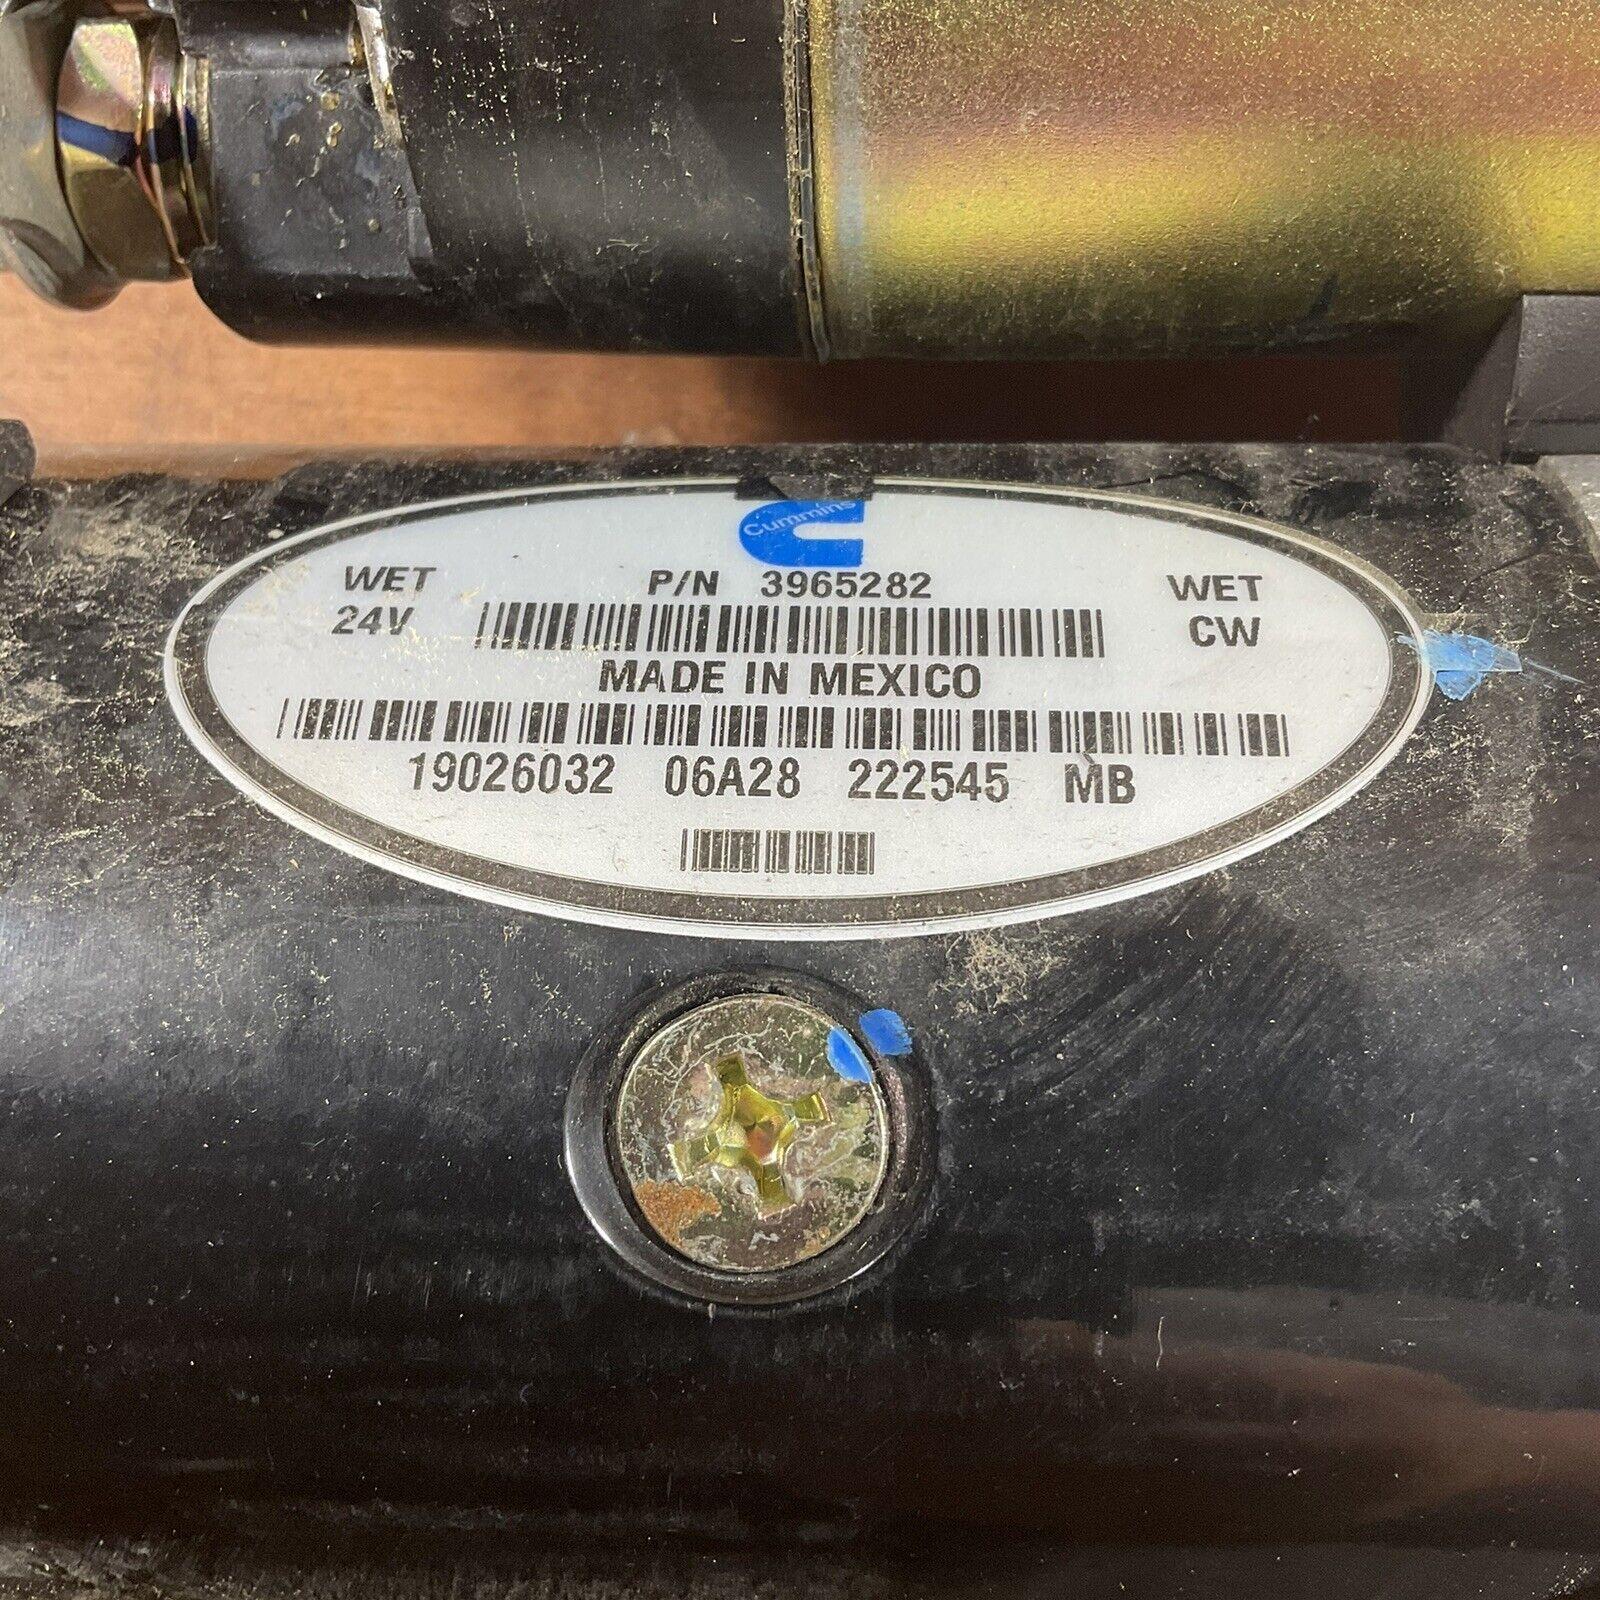 Cummins
WET P/N 3965282 WET
24V CW
MADE IN MEXICO
19026032 06A28 222545 MB